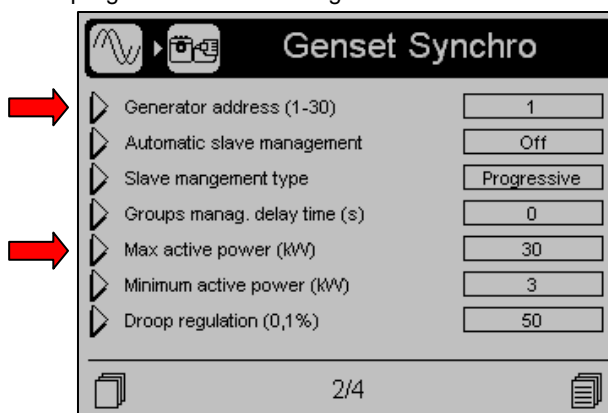 Genset Synchro
Generator address (1-30) 1
Automatic slave management Off
Slave mangement type Progressive
Groups manag. delay time (s) 0
Max active power (kW) 30
Minimum active power (kW) 3
Droop regulation (0,1%) 50
2/4